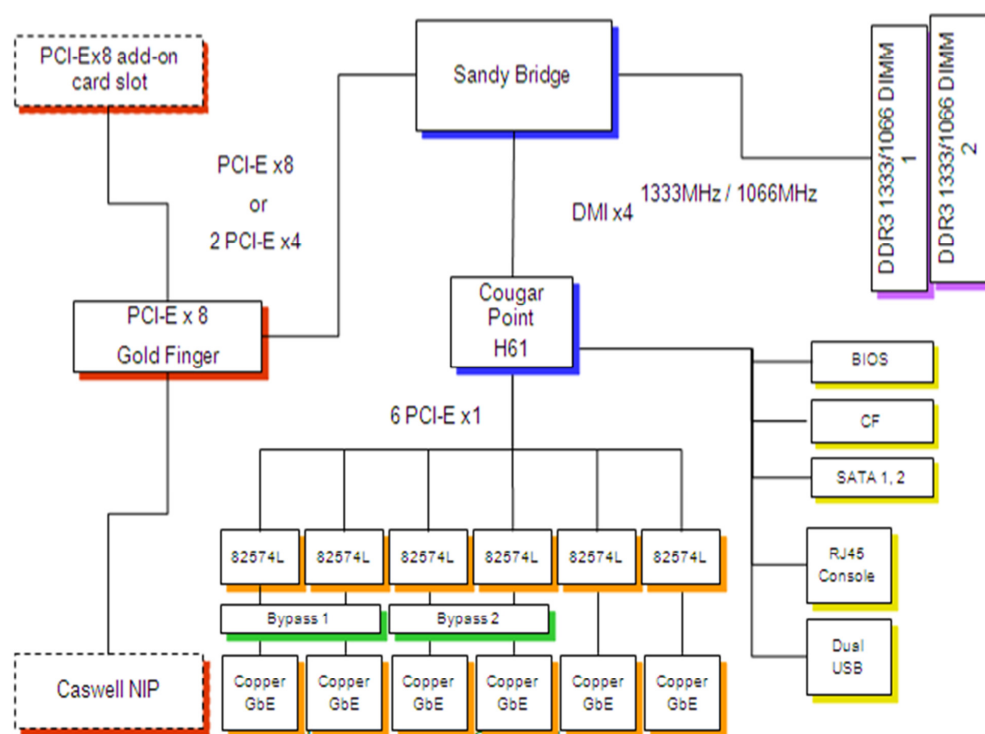 PCI-Ex8 add-on
card slot
Sandy Bridge
DDR3 1333/1066 DIMM
1
DDR3 1333/1066 DIMM
2
PCI-E x8
or
2 PCI-E x4
DMI x4
1333MHz / 1066MHz
PCI-E x 8
Gold Finger
Cougar
Point
H61
6 PCI-E x1
BIOS
CF
SATA 1, 2
RJ45
Console
Dual
USB
82574L
82574L
82574L
82574L
82574L
82574L
Bypass 1
Bypass 2
Caswell NIP
Copper
GbE
Copper
GbE
Copper
GbE
Copper
GbE
Copper
GbE
Copper
GbE